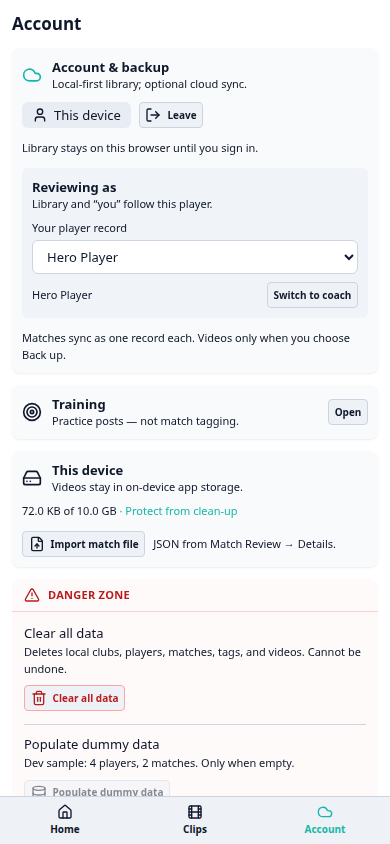 Account
Account & backup
Local-first library; optional cloud sync.
This device
Leave
Library stays on this browser until you sign in.
Reviewing as
Library and “you” follow this player.
Your player record
Hero Player
Hero Player
Switch to coach
Matches sync as one record each. Videos only when you choose
Back up.
Training
Practice posts — not match tagging.
Open
This device
Videos stay in on-device app storage.
72.0 KB of 10.0 GB · Protect from clean-up
Import match file
JSON from Match Review → Details.
DANGER ZONE
Clear all data
Deletes local clubs, players, matches, tags, and videos. Cannot be
undone.
Clear all data
Populate dummy data
Dev sample: 4 players, 2 matches. Only when empty.
Populate dummy data
Home
Clips
Account